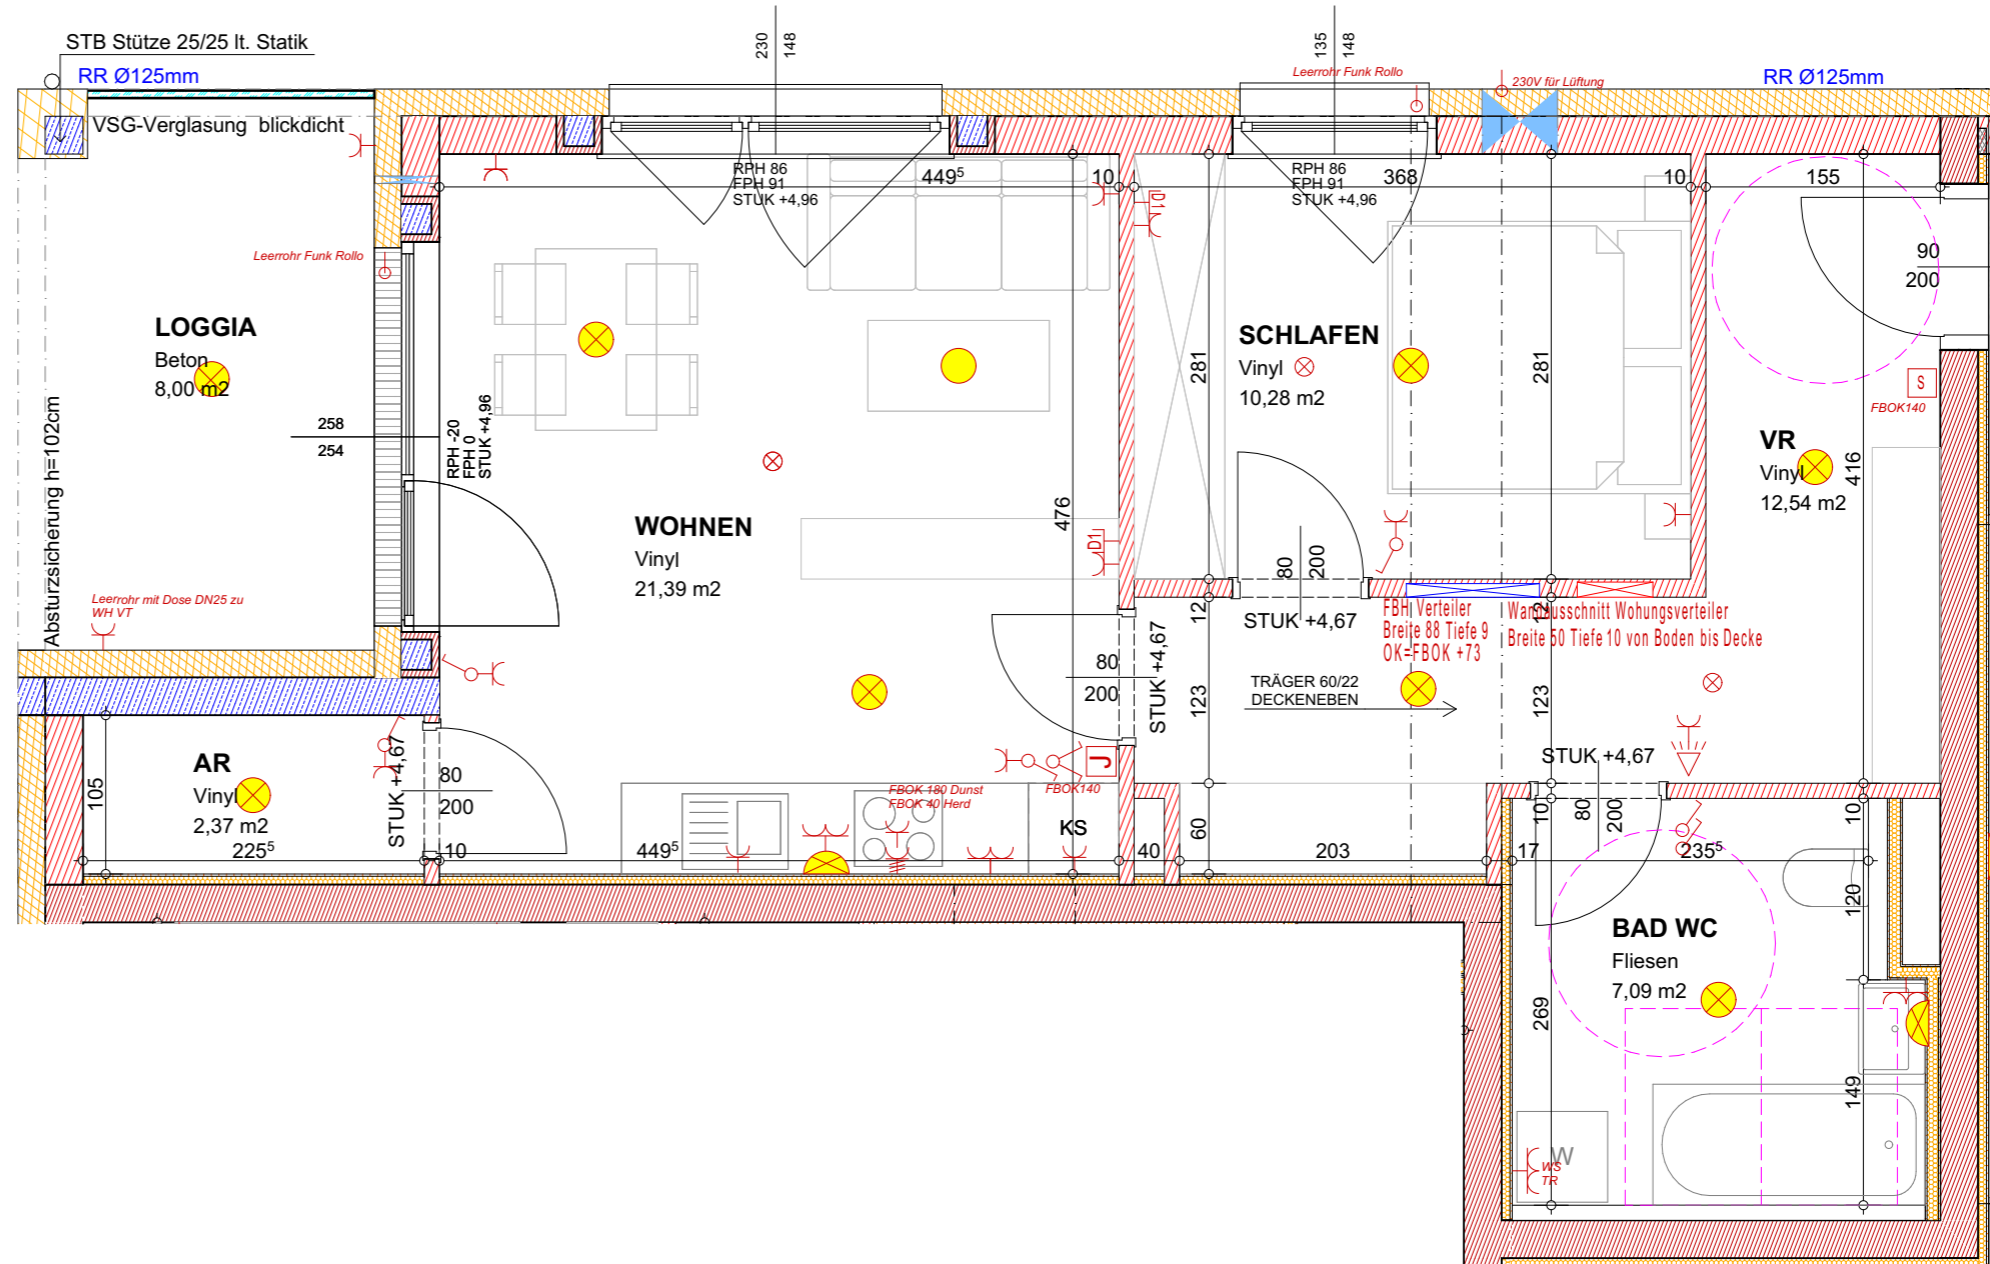 STB Stütze 25/25 lt. Statik
RR Ø125mm
VSG-Verglasung blickdicht
230
148
135
148
Leerrohr Funk Rollo
230V für Lüftung
RR Ø125mm
RPH 86
FPH 91
STUK +4,96
449⁵
10
RPH 86
FPH 91
STUK +4,96
368
10
155
D1
90
200
Leerrohr Funk Rollo
LOGGIA
Beton
8,00 m2
258
254
RPH -20
FPH 0
STUK +4,96
Absturzsicherung h=102cm
SCHLAFEN
Vinyl
10,28 m2
281
281
S
FBOK140
VR
Vinyl
12,54 m2
416
476
WOHNEN
Vinyl
21,39 m2
D1
80
200
STUK +4,67
12
12
FBH Verteiler
Breite 88 Tiefe 9
OK=FBOK +73
Wandausschnitt Wohungsverteiler
Breite 50 Tiefe 10 von Boden bis Decke
Leerrohr mit Dose DN25 zu
WH VT
80
200
STUK +4,67
TRÄGER 60/22
DECKENEBEN
123
123
AR
Vinyl
2,37 m2
105
225⁵
STUK +4,67
80
200
10
449⁵
FBOK 180 Dunst
FBOK 40 Herd
J
FBOK140
KS
40
60
203
STUK +4,67
80
200
10
10
17
235⁵
120
BAD WC
Fliesen
7,09 m2
269
149
W
WS
TR